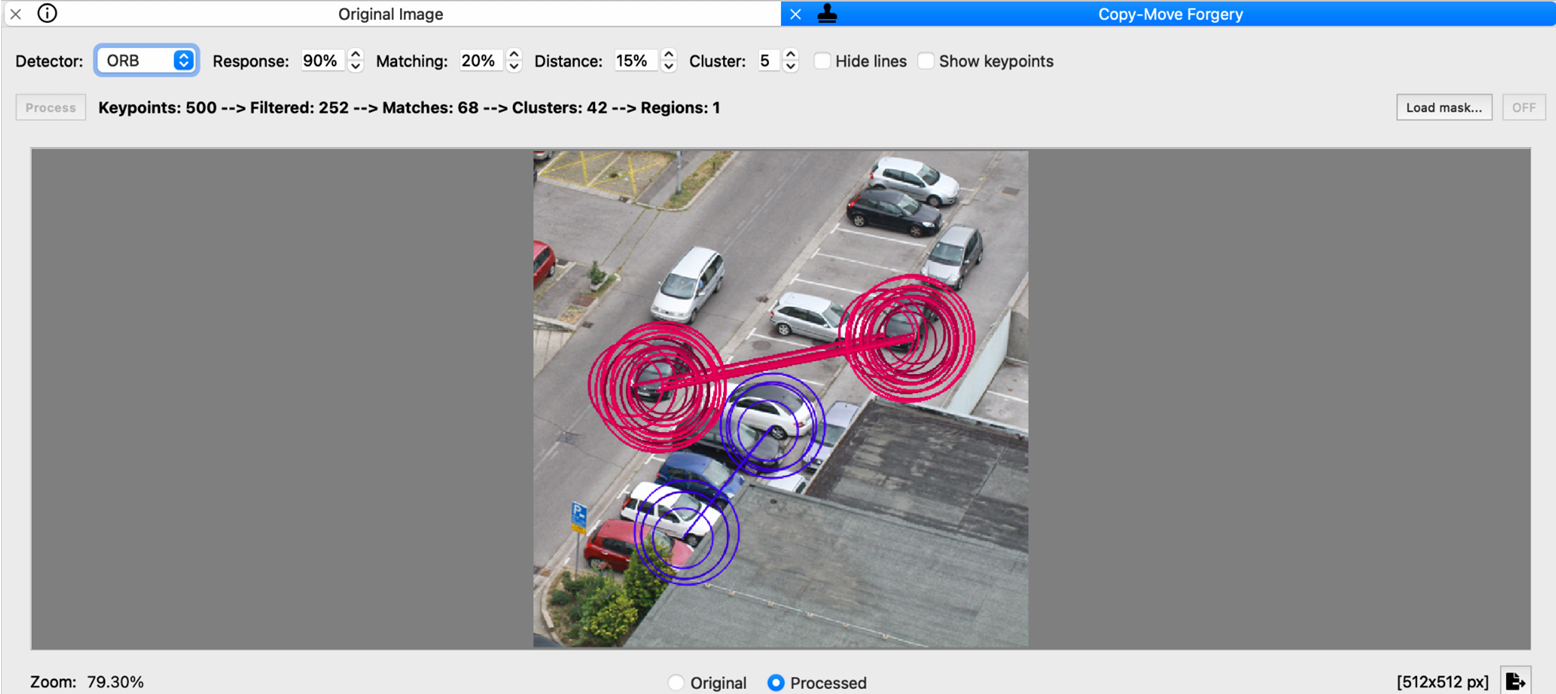 Original Image
Copy-Move Forgery
Detector: ORB Response: 90% Matching: 20% Distance: 15% Cluster: 5 Hide lines Show keypoints
Process Keypoints: 500 --> Filtered: 252 --> Matches: 68 --> Clusters: 42 --> Regions: 1 Load mask... OFF
P
Zoom: 79.30% Original Processed [512x512 px]